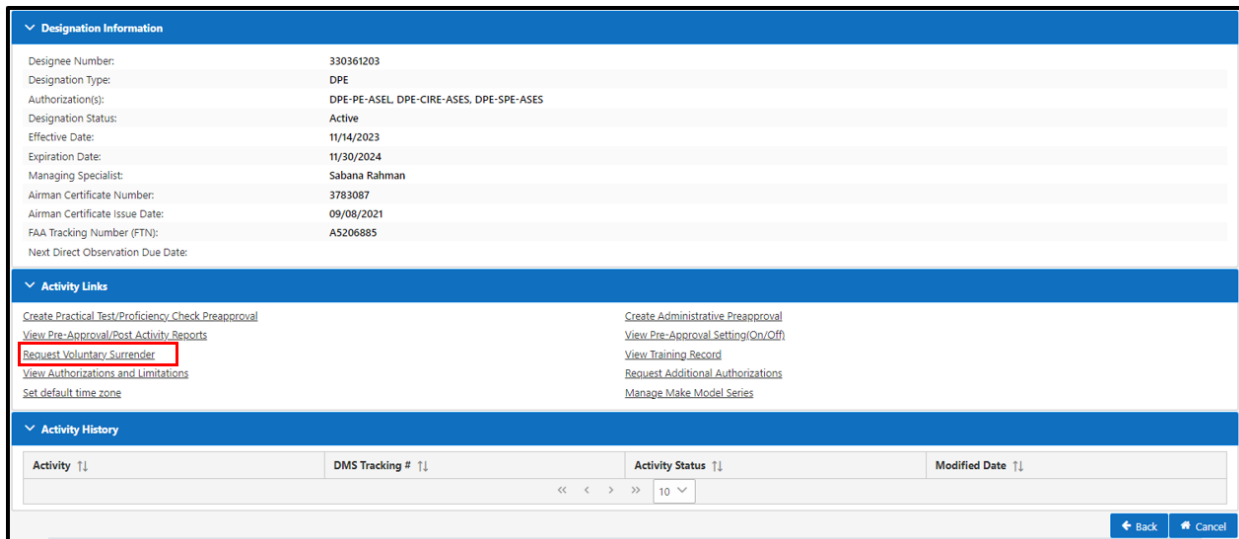 Designation Information
Designee Number: 330361203
Designation Type: DPE
Authorization(s): DPE-PE-ASEL, DPE-CIRE-ASES, DPE-SPE-ASES
Designation Status: Active
Effective Date: 11/14/2023
Expiration Date: 11/30/2024
Managing Specialist: Sabana Rahman
Airman Certificate Number: 3783087
Airman Certificate Issue Date: 09/08/2021
FAA Tracking Number (FTN): A5206885
Next Direct Observation Due Date:
Activity Links
Create Practical Test/Proficiency Check Preapproval Create Administrative Preapproval
View Pre-Approval/Post Activity Reports View Pre-Approval Setting(On/Off)
Request Voluntary Surrender View Training Record
View Authorizations and Limitations Request Additional Authorizations
Set default time zone Manage Make Model Series
Activity History
Activity DMS Tracking # Activity Status Modified Date
10
Back Cancel